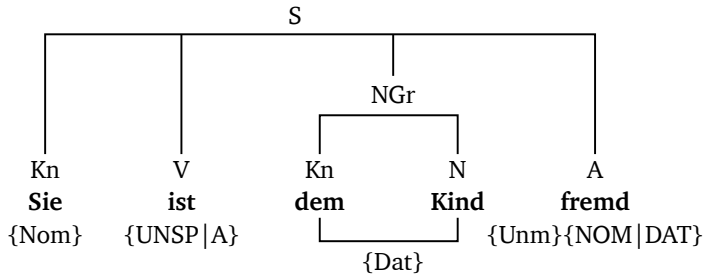 S
NGr
Kn V Kn N A
Sie ist dem Kind fremd
{Nom} {UNSP|A} {Unm}{NOM|DAT}
{Dat}